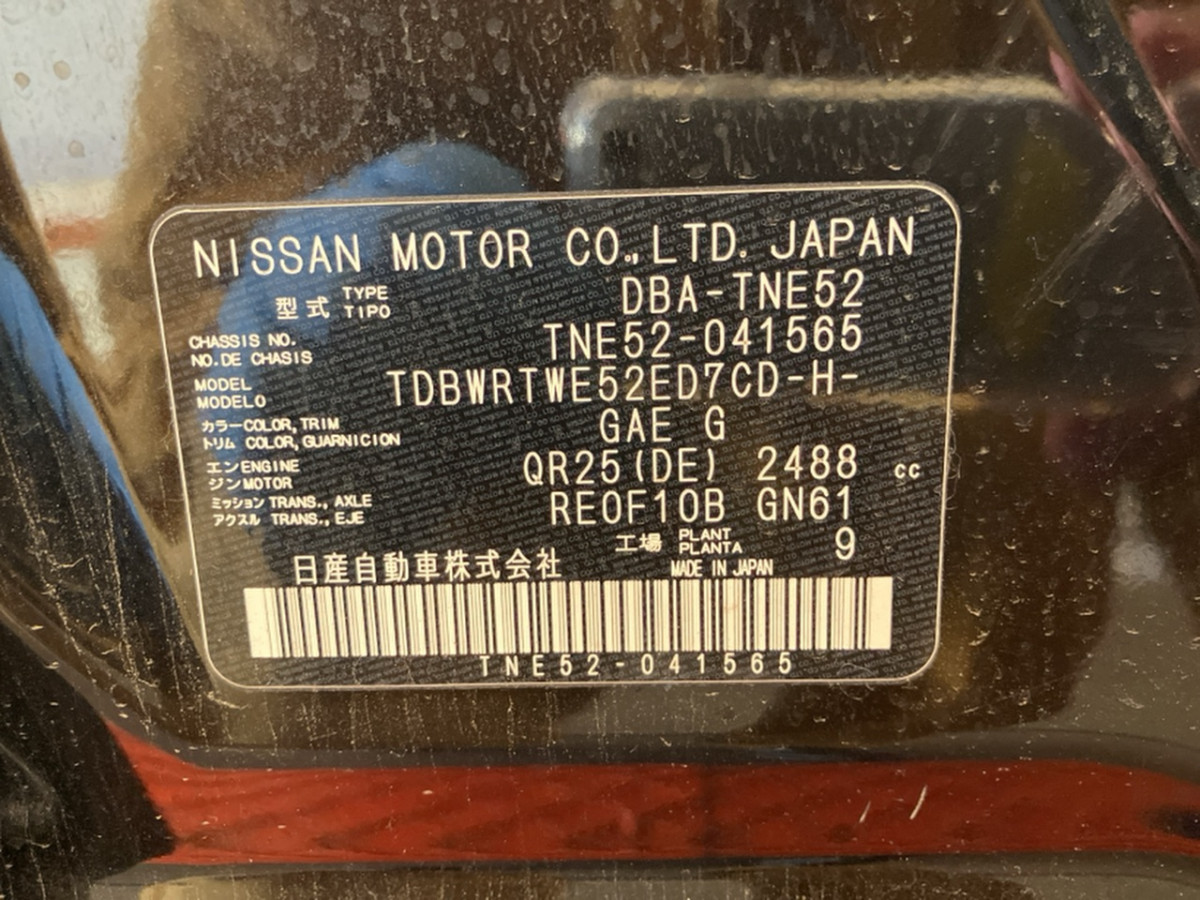 NISSAN MOTOR CO.,LTD. JAPAN
型式 TYPE TIPO DBA-TNE52
CHASSIS NO. NO.DE CHASIS TNE52-041565
MODEL MODELO TDBWRTWE52ED7CD-H-
カラー COLOR,TRIM
トリム COLOR,GUARNICION GAE G
エン ENGINE
ジン MOTOR QR25(DE) 2488 cc
ミッション TRANS., AXLE
アクスル TRANS., EJE RE0F10B GN61
工場 PLANT PLANTA 9
日産自動車株式会社 MADE IN JAPAN
TNE52-041565